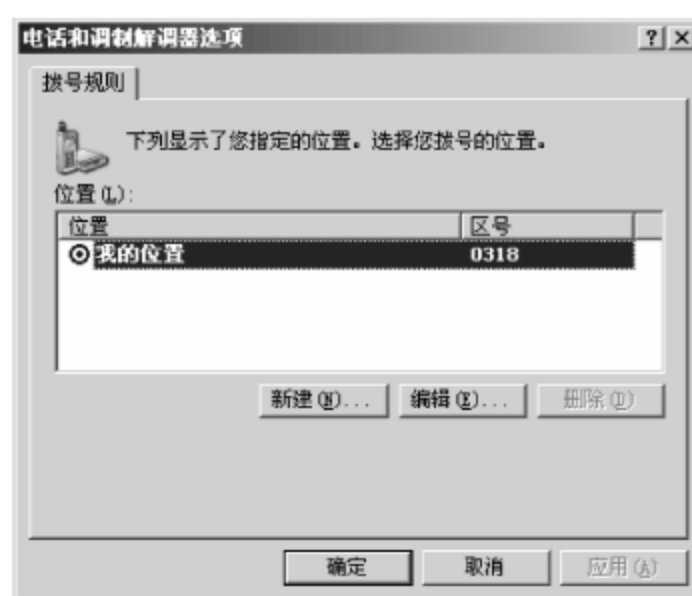 电话和调制解调器选项
拨号规则
下列显示了您指定的位置。选择您拨号的位置。
位置(L):
位置 区号
我的位置 0318
新建(N)... 编辑(E)... 删除(D)
确定 取消 应用(A)